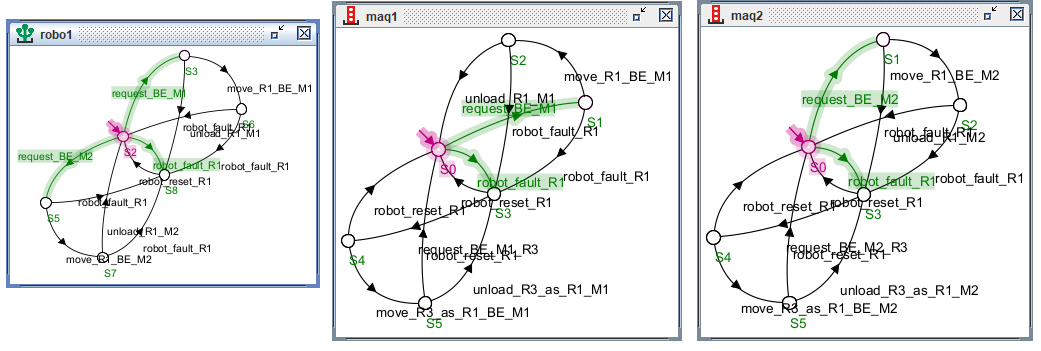 robo1
S3
move_R1_BE_M1
request_BE_M1
S6
robot_fault_R1
unload_R1_M1
S2
request_BE_M2
robot_fault_R1
robot_fault_R1
robot_reset_R1
S8
robot_fault_R1
S5
unload_R1_M2
robot_fault_R1
move_R1_BE_M2
S7
maq1
S2
move_R1_BE_M1
unload_R1_M1
request_BE_M1
S1
robot_fault_R1
S0
robot_fault_R1
robot_fault_R1
robot_reset_R1
robot_reset_R1
S3
request_BE_M1_R3
robot_reset_R1
S4
unload_R3_as_R1_M1
move_R3_as_R1_BE_M1
S5
maq2
S1
move_R1_BE_M2
request_BE_M2
S2
robot_fault_R1
unload_R1_M2
S0
robot_fault_R1
robot_fault_R1
robot_reset_R1
robot_reset_R1
S3
request_BE_M2_R3
robot_reset_R1
S4
unload_R3_as_R1_M2
move_R3_as_R1_BE_M2
S5